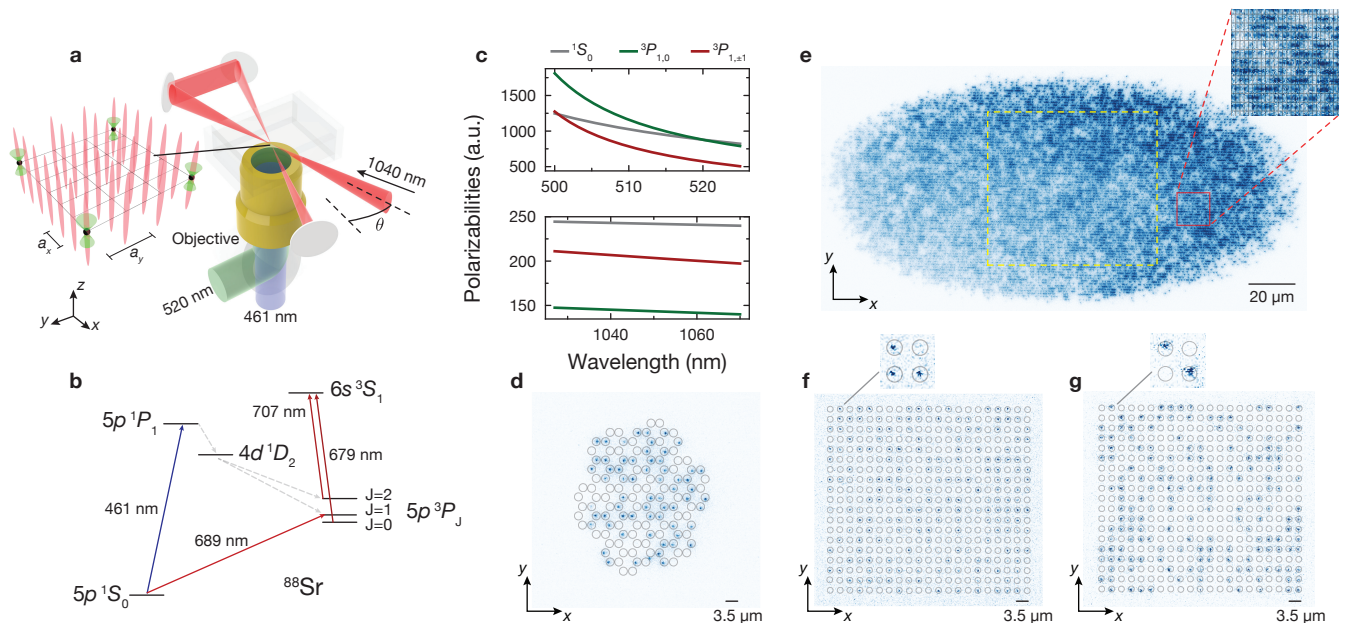 a
1040 nm
θ
Objective
aₓ
aᵧ
520 nm
461 nm
z
y
x
b
6s ³S₁
707 nm
5p ¹P₁
4d ¹D₂
679 nm
J=2
461 nm
J=1
5p ³P_J
J=0
689 nm
5p ¹S₀
⁸⁸Sr
c
¹S₀
³P₁,₀
³P₁,±₁
Polarizabilities (a.u.)
1500
1000
500
500
510
520
250
200
150
1040
1060
Wavelength (nm)
d
y
x
3.5 µm
e
y
x
20 µm
f
y
x
3.5 µm
g
y
x
3.5 µm